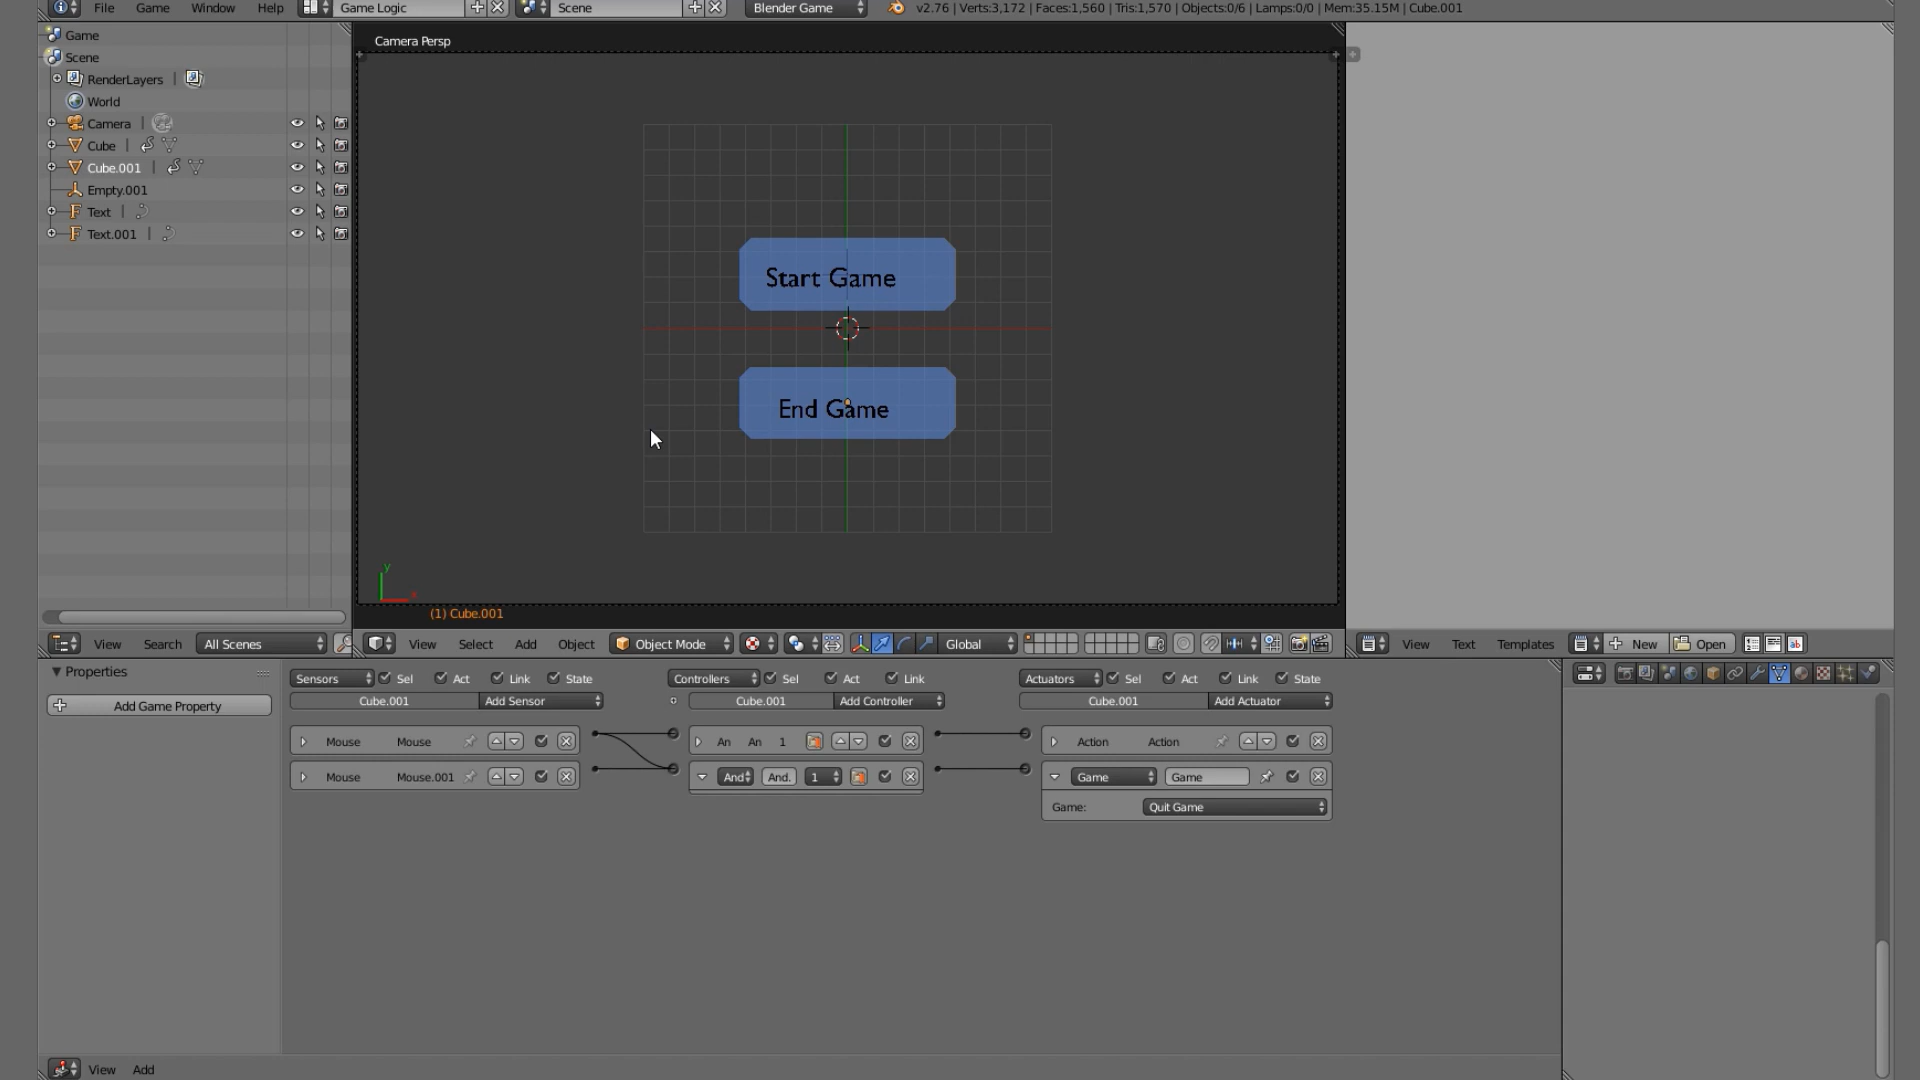 File Game Window Help Game Logic Scene Blender Game v2.76 | Verts:3,172 | Faces:1,560 | Tris:1,570 | Objects:0/6 | Lamps:0/0 | Mem:35.15M | Cube.001
Game
Scene
RenderLayers
World
Camera
Cube
Cube.001
Empty.001
Text
Text.001
Camera Persp
Start Game
End Game
y
x
(1) Cube.001
View Search All Scenes
View Select Add Object Object Mode Global
View Text Templates New Open
Properties
Add Game Property
Sensors Sel Act Link State Controllers Sel Act Link Actuators Sel Act Link State
Cube.001 Add Sensor Cube.001 Add Controller Cube.001 Add Actuator
Mouse Mouse An An 1 Action Action
Mouse Mouse.001 And And. 1 Game Game
Game: Quit Game
View Add